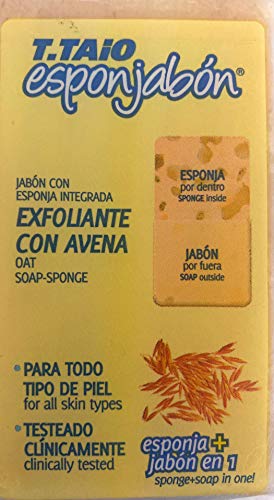 T.TAiO
esponjabón®
JABÓN CON
ESPONJA INTEGRADA
EXFOLIANTE
CON AVENA
OAT
SOAP-SPONGE
ESPONJA
por dentro
SPONGE inside
JABÓN
por fuera
SOAP outside
• PARA TODO
TIPO DE PIEL
for all skin types
• TESTEADO
CLÍNICAMENTE
clinically tested
esponja+
jabón en 1
sponge+soap in one!